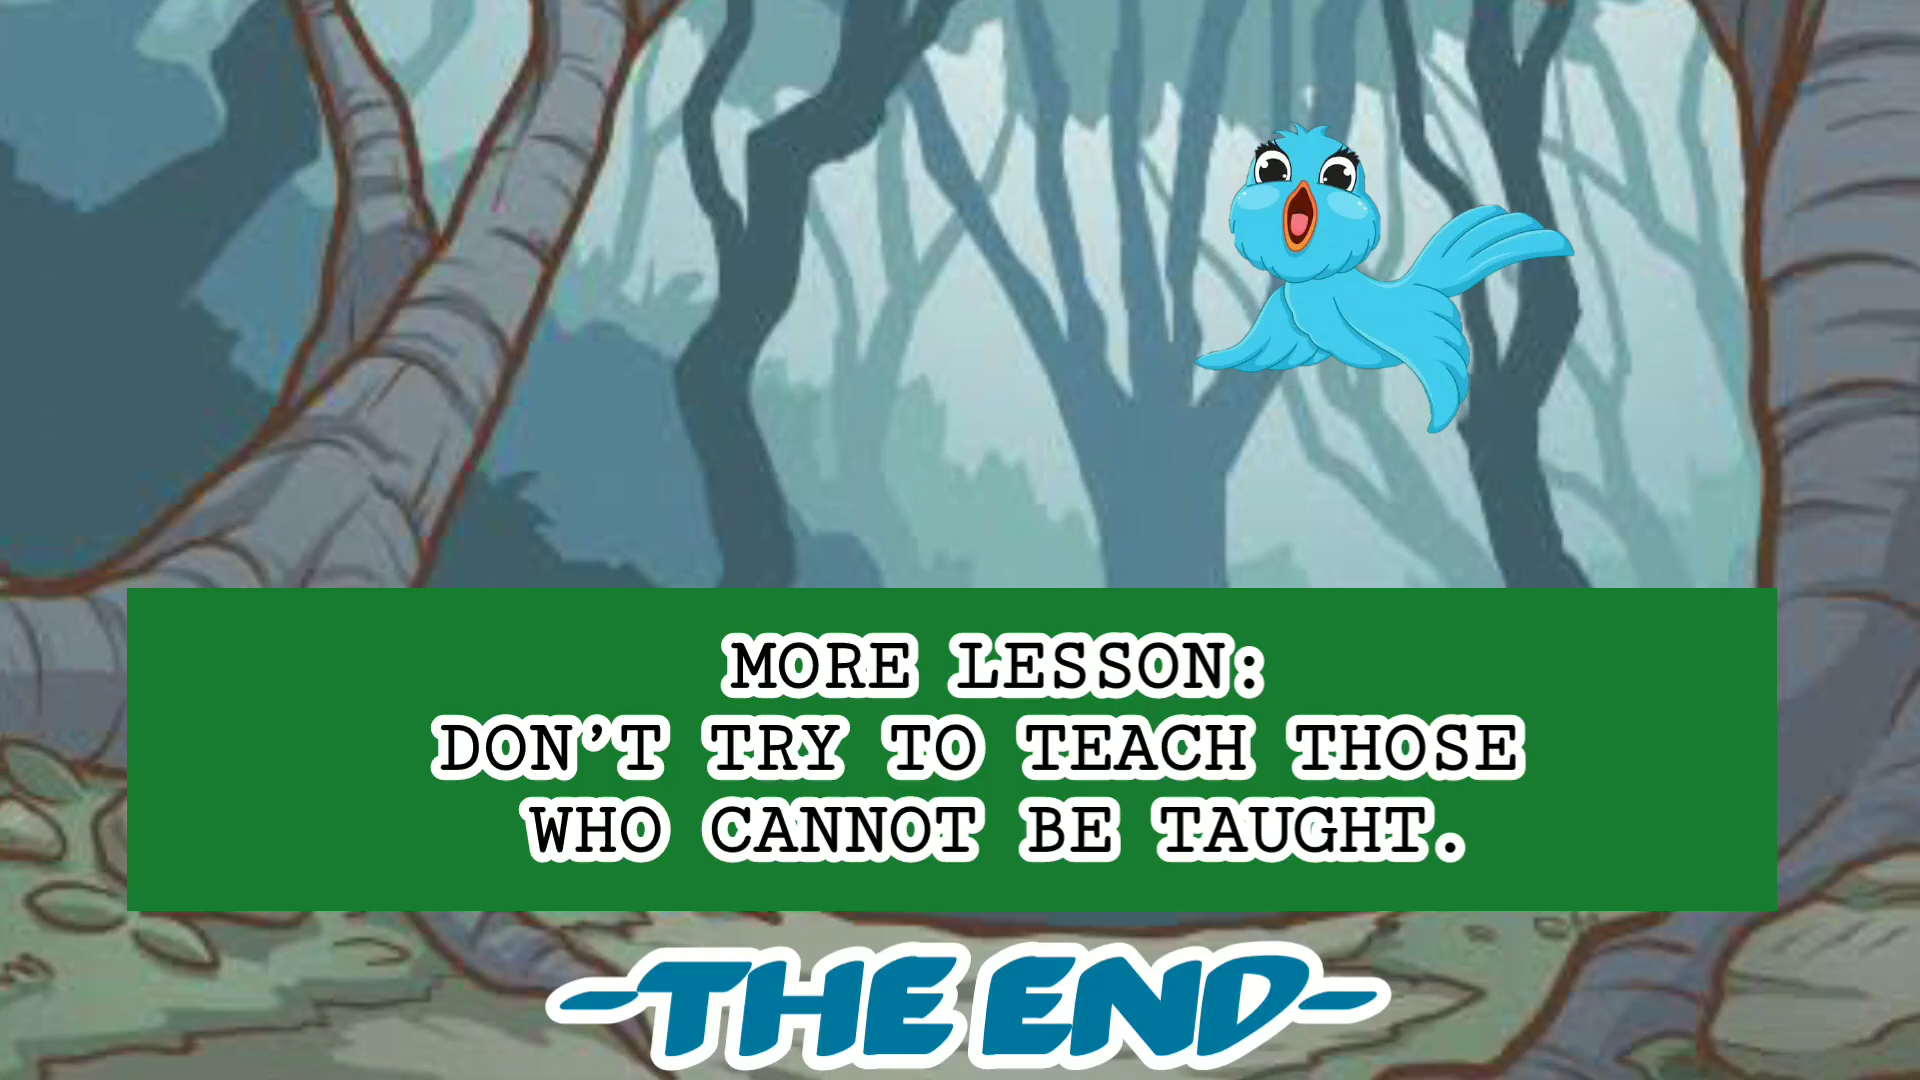 MORE LESSON:
DON’T TRY TO TEACH THOSE
WHO CANNOT BE TAUGHT.
-THE END-